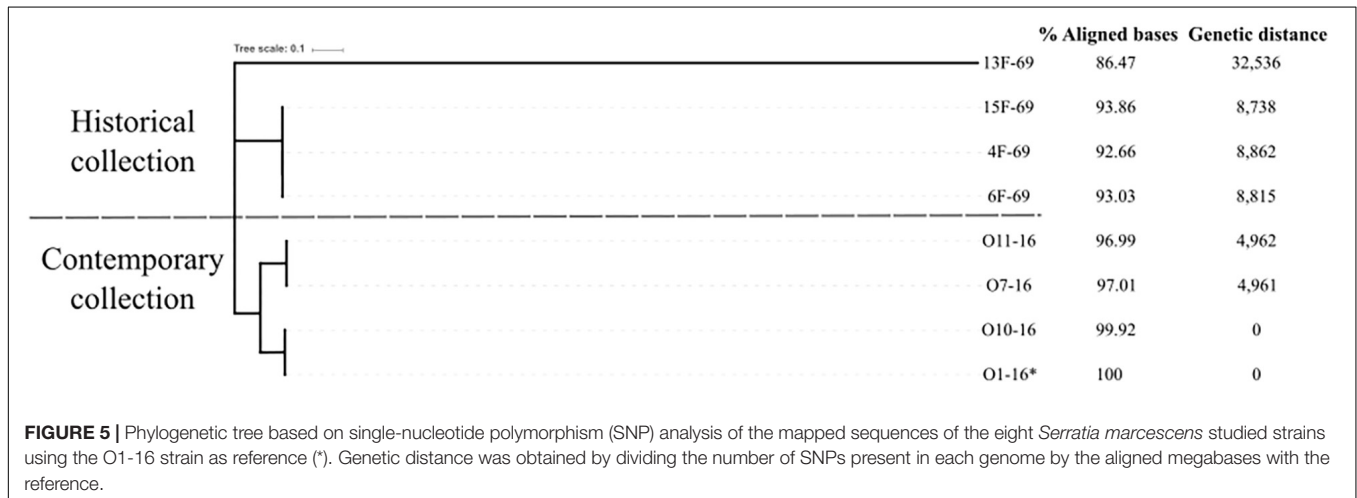 % Aligned bases Genetic distance
Tree scale: 0.1
13F-69 86.47 32,536
Historical
collection
15F-69 93.86 8,738
4F-69 92.66 8,862
6F-69 93.03 8,815
Contemporary
collection
O11-16 96.99 4,962
O7-16 97.01 4,961
O10-16 99.92 0
O1-16* 100 0
FIGURE 5 | Phylogenetic tree based on single-nucleotide polymorphism (SNP) analysis of the mapped sequences of the eight Serratia marcescens studied strains
using the O1-16 strain as reference (*). Genetic distance was obtained by dividing the number of SNPs present in each genome by the aligned megabases with the
reference.